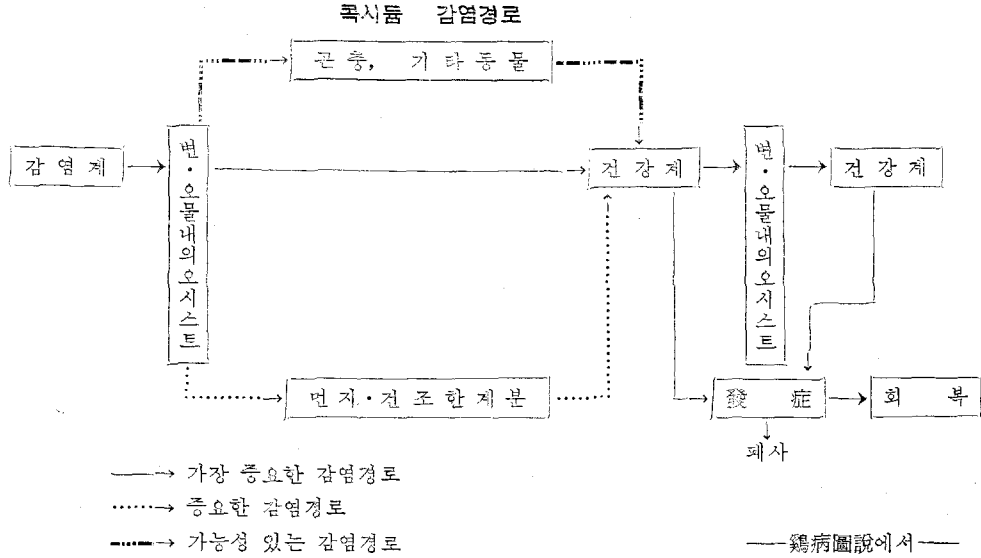 콕시듐 감염경로
곤충, 기타동물
감염계
변·오물내의오시스트
건강계
변·오물내의오시스트
건강계
먼지·건조한계분
發症
회복
폐사
가장 중요한 감염경로
중요한 감염경로
가능성 있는 감염경로
鷄病圖說에서